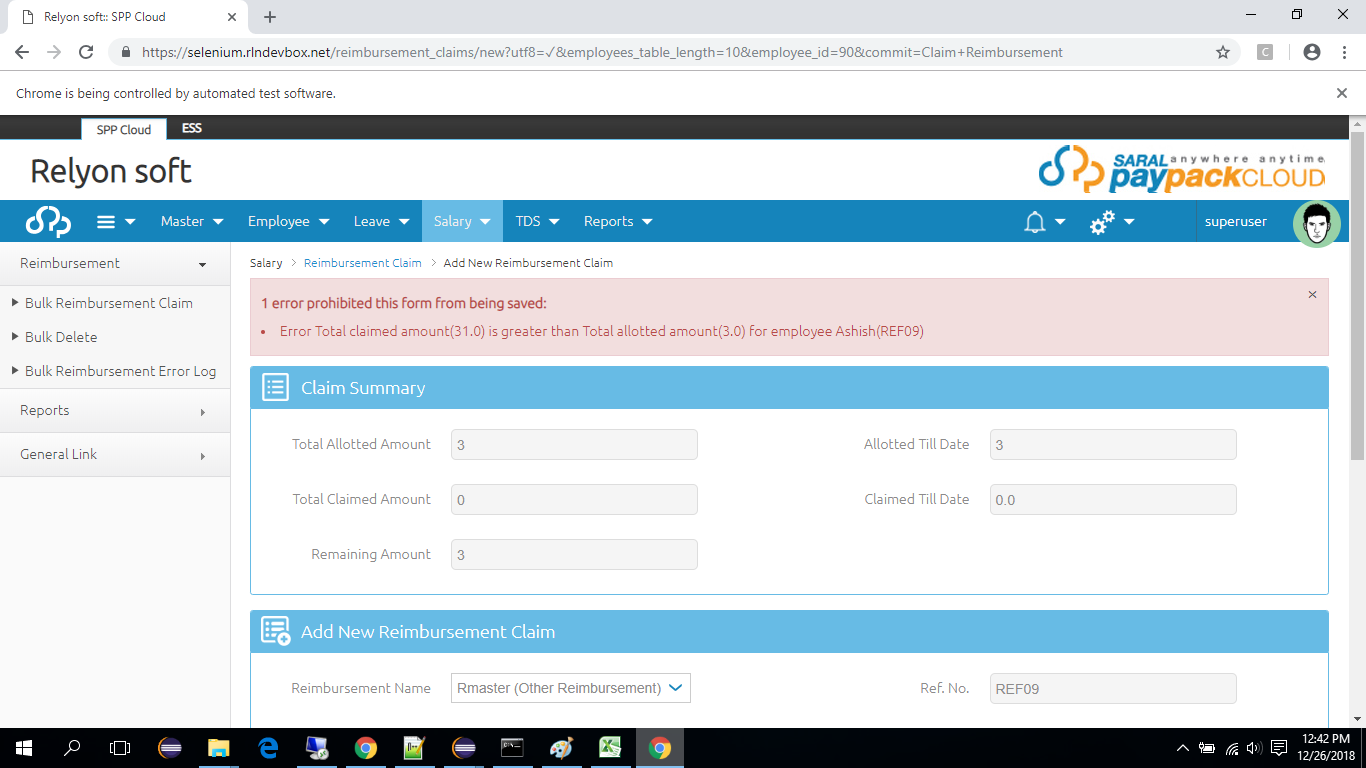 Relyon soft:: SPP Cloud
https://selenium.rlndevbox.net/reimbursement_claims/new?utf8=✓&employees_table_length=10&employee_id=90&commit=Claim+Reimbursement
C
Chrome is being controlled by automated test software.
SPP Cloud ESS
Relyon soft
SARAL anywhere anytime
paypackCLOUD
Master Employee Leave Salary TDS Reports superuser
Reimbursement
Bulk Reimbursement Claim
Bulk Delete
Bulk Reimbursement Error Log
Reports
General Link
Salary > Reimbursement Claim > Add New Reimbursement Claim
1 error prohibited this form from being saved:
• Error Total claimed amount(31.0) is greater than Total allotted amount(3.0) for employee Ashish(REF09)
Claim Summary
Total Allotted Amount 3 Allotted Till Date 3
Total Claimed Amount 0 Claimed Till Date 0.0
Remaining Amount 3
Add New Reimbursement Claim
Reimbursement Name Rmaster (Other Reimbursement) Ref. No. REF09
12:42 PM
12/26/2018